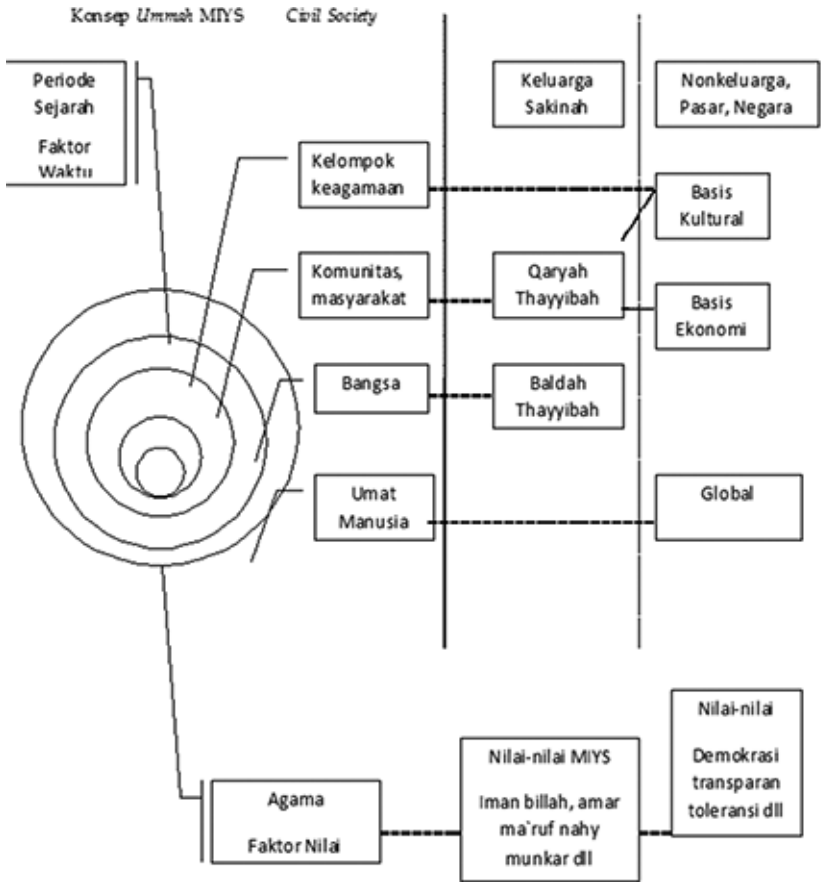 Konsep Ummah MIYS Civil Society
Periode
Sejarah
Faktor
Waktu
Keluarga
Sakinah
Nonkeluarga,
Pasar, Negara
Kelompok
keagamaan
Basis
Kultural
Komunitas,
masyarakat
Qaryah
Thayyibah
Basis
Ekonomi
Bangsa
Baldah
Thayyibah
Umat
Manusia
Global
Agama
Faktor Nilai
Nilai-nilai MIYS
Iman billah, amar
ma`ruf nahy
munkar dll
Nilai-nilai
Demokrasi
transparan
toleransi dll